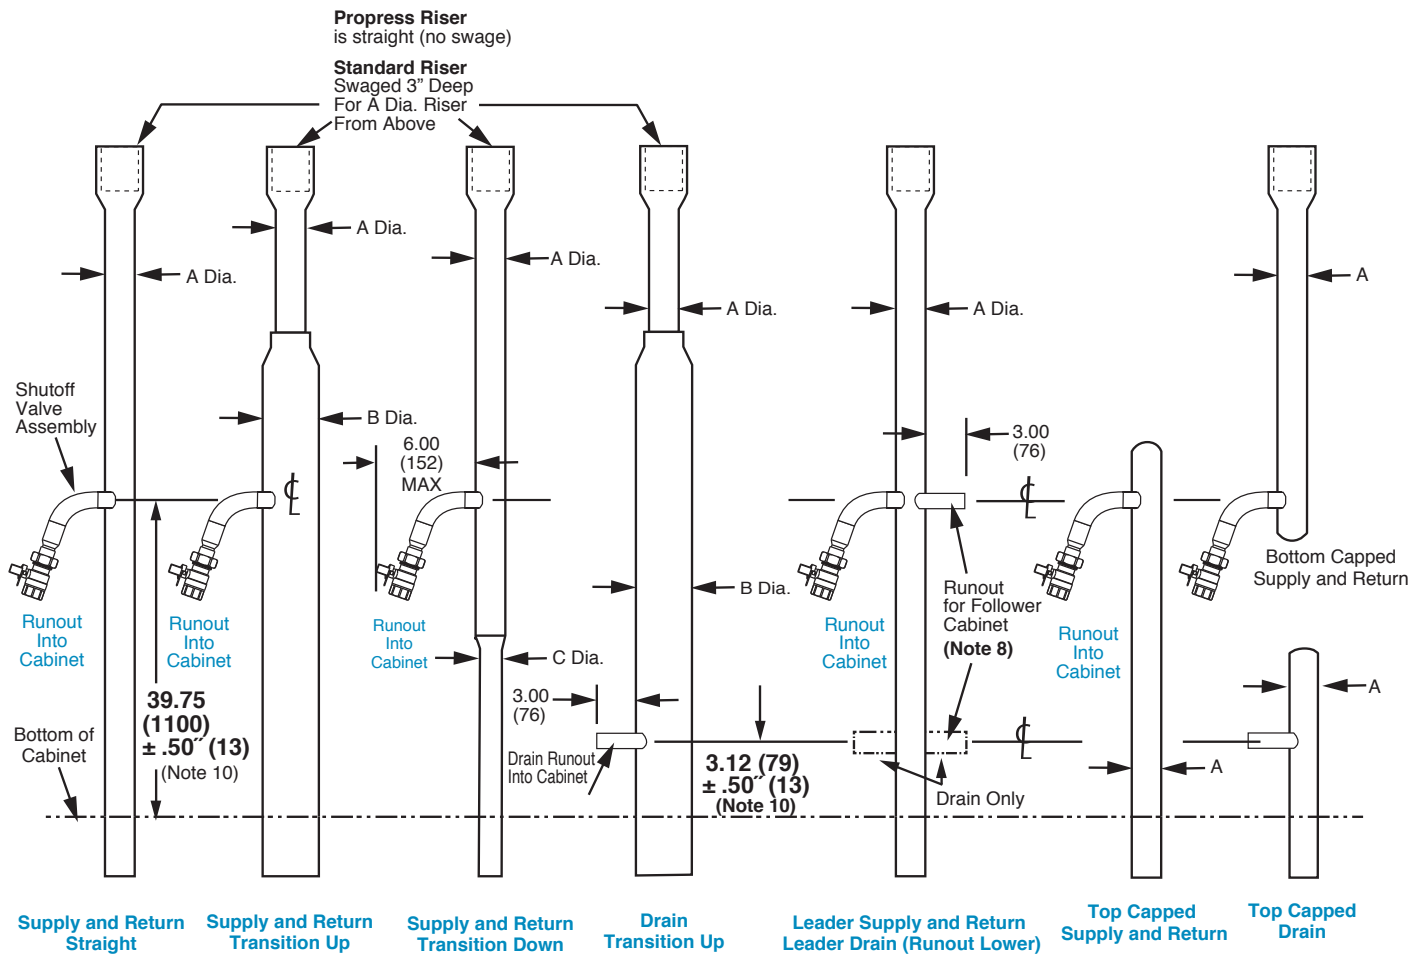 Propress Riser
is straight (no swage)
Standard Riser
Swaged 3" Deep
For A Dia. Riser
From Above
A Dia.
A Dia.
A Dia.
A Dia.
A Dia.
A
Shutoff
Valve
Assembly
B Dia.
6.00
(152)
MAX
3.00
(76)
℄
℄
Bottom Capped
Supply and Return
Runout
Into
Cabinet
Runout
Into
Cabinet
Runout
Into
Cabinet
B Dia.
Runout
Into
Cabinet
Runout
for Follower
Cabinet
(Note 8)
Runout
Into
Cabinet
C Dia.
39.75
(1100)
± .50″ (13)
(Note 10)
3.00
(76)
A
Bottom of
Cabinet
Drain Runout
Into Cabinet
3.12 (79)
± .50″ (13)
(Note 10)
℄
Drain Only
A
Supply and Return
Straight
Supply and Return
Transition Up
Supply and Return
Transition Down
Drain
Transition Up
Leader Supply and Return
Leader Drain (Runout Lower)
Top Capped
Supply and Return
Top Capped
Drain